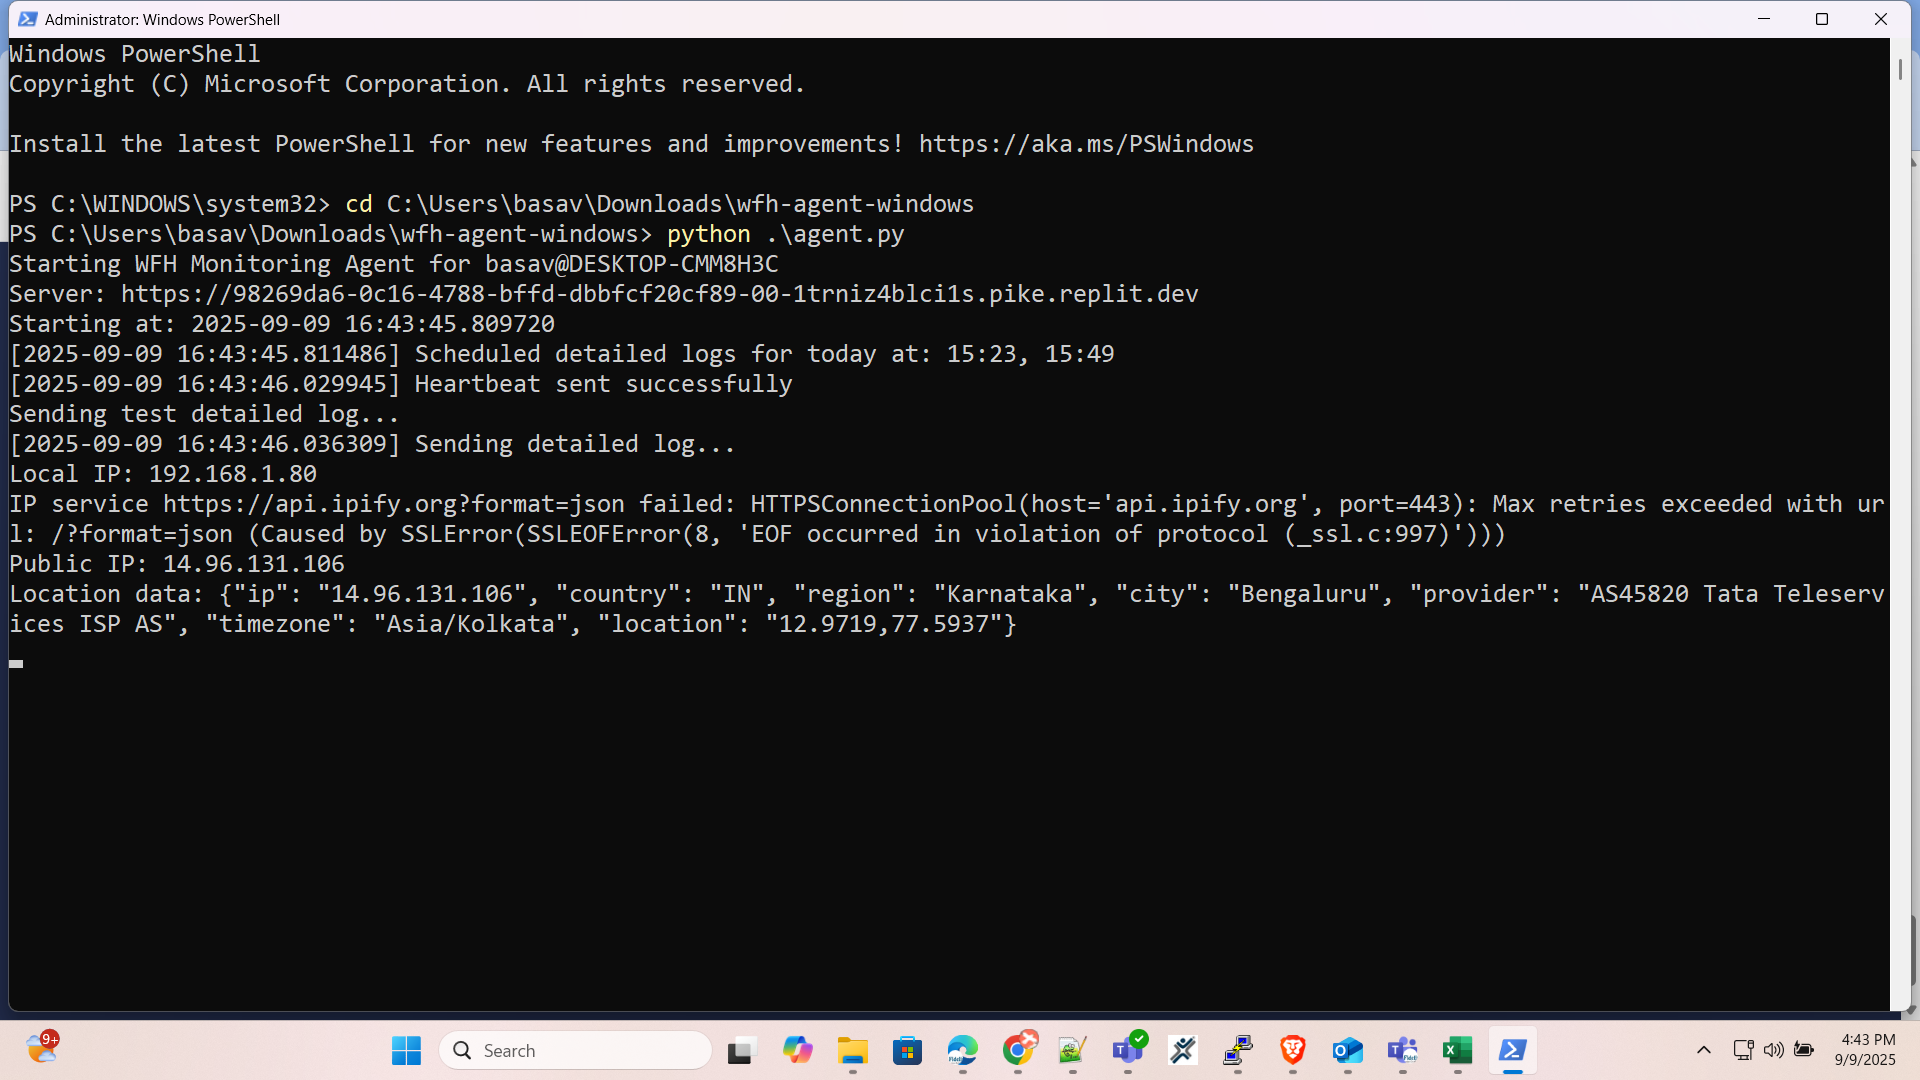 Administrator: Windows PowerShell
Windows PowerShell
Copyright (C) Microsoft Corporation. All rights reserved.
Install the latest PowerShell for new features and improvements! https://aka.ms/PSWindows
PS C:\WINDOWS\system32> cd C:\Users\basav\Downloads\wfh-agent-windows
PS C:\Users\basav\Downloads\wfh-agent-windows> python .\agent.py
Starting WFH Monitoring Agent for basav@DESKTOP-CMM8H3C
Server: https://98269da6-0c16-4788-bffd-dbbfcf20cf89-00-1trniz4blci1s.pike.replit.dev
Starting at: 2025-09-09 16:43:45.809720
[2025-09-09 16:43:45.811486] Scheduled detailed logs for today at: 15:23, 15:49
[2025-09-09 16:43:46.029945] Heartbeat sent successfully
Sending test detailed log...
[2025-09-09 16:43:46.036309] Sending detailed log...
Local IP: 192.168.1.80
IP service https://api.ipify.org?format=json failed: HTTPSConnectionPool(host='api.ipify.org', port=443): Max retries exceeded with ur
l: /?format=json (Caused by SSLError(SSLEOFError(8, 'EOF occurred in violation of protocol (_ssl.c:997)')))
Public IP: 14.96.131.106
Location data: {"ip": "14.96.131.106", "country": "IN", "region": "Karnataka", "city": "Bengaluru", "provider": "AS45820 Tata Teleserv
ices ISP AS", "timezone": "Asia/Kolkata", "location": "12.9719,77.5937"}
9+
Search
4:43 PM
9/9/2025